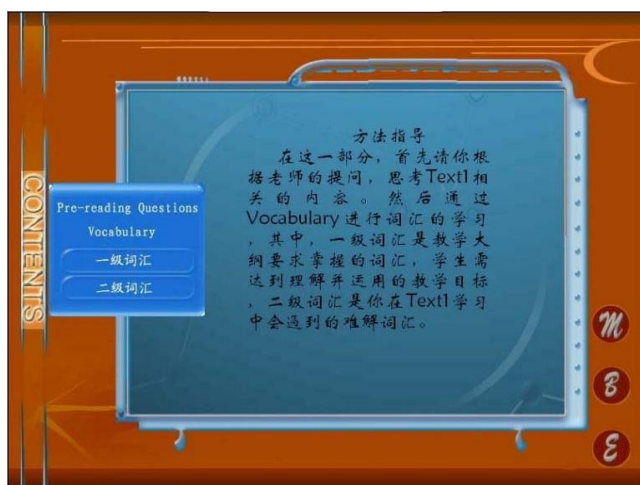 CONTENTS
Pre-reading Questions
Vocabulary
一级词汇
二级词汇
方法指导
在这一部分，首先请你根
据老师的提问，思考Text1相
关的内容。然后通过
Vocabulary进行词汇的学习
，其中，一级词汇是教学大
纲要求掌握的词汇，学生需
达到理解并运用的教学目标
，二级词汇是你在Text1学习
中会遇到的难解词汇。
M
B
E